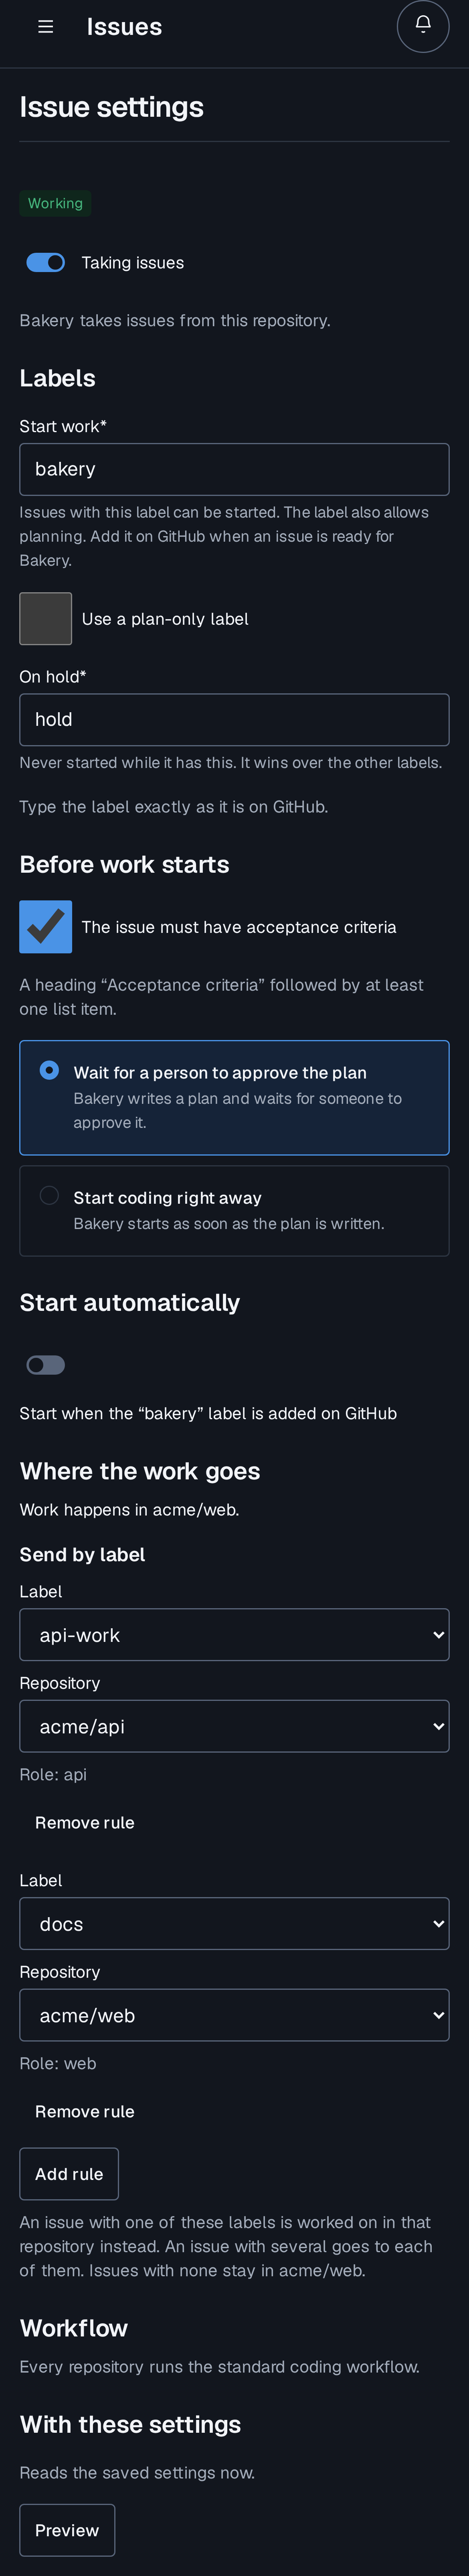 Issues
Issue settings
Working
Taking issues
Bakery takes issues from this repository.
Labels
Start work*
bakery
Issues with this label can be started. The label also allows
planning. Add it on GitHub when an issue is ready for
Bakery.
Use a plan-only label
On hold*
hold
Never started while it has this. It wins over the other labels.
Type the label exactly as it is on GitHub.
Before work starts
The issue must have acceptance criteria
A heading “Acceptance criteria” followed by at least
one list item.
Wait for a person to approve the plan
Bakery writes a plan and waits for someone to
approve it.
Start coding right away
Bakery starts as soon as the plan is written.
Start automatically
Start when the “bakery” label is added on GitHub
Where the work goes
Work happens in acme/web.
Send by label
Label
api-work
Repository
acme/api
Role: api
Remove rule
Label
docs
Repository
acme/web
Role: web
Remove rule
Add rule
An issue with one of these labels is worked on in that
repository instead. An issue with several goes to each
of them. Issues with none stay in acme/web.
Workflow
Every repository runs the standard coding workflow.
With these settings
Reads the saved settings now.
Preview